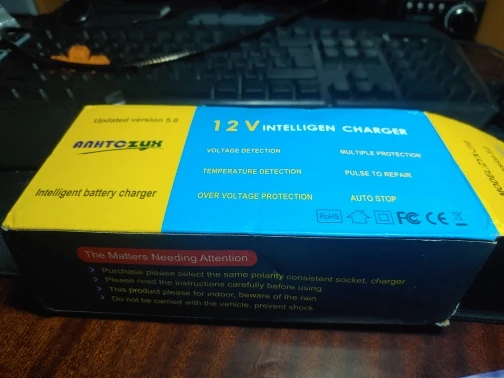 Updated version 5.0
ANHTCZYX
Intelligent battery charger
12V INTELLIGEN CHARGER
VOLTAGE DETECTION
MULTIPLE PROTECTION
TEMPERATURE DETECTION
PULSE TO REPAIR
OVER VOLTAGE PROTECTION
AUTO STOP
RoHS FC CE
The Matters Needing Attention
Purchase please select the same polarity consistent socket, charger
Please read the instructions carefully before using
This product please for indoor, beware of the rain
Do not be carried with the vehicle, prevent shock